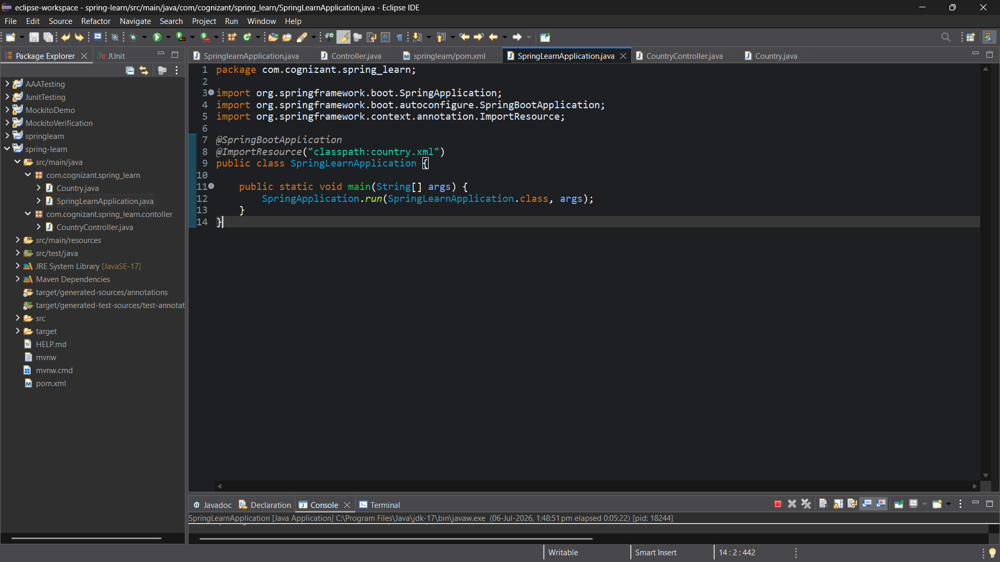 eclipse-workspace - spring-learn/src/main/java/com/cognizant/spring_learn/SpringLearnApplication.java - Eclipse IDE
File Edit Source Refactor Navigate Search Project Run Window Help
Package Explorer JUnit
SpringlearnApplication.java Controller.java springlearn/pom.xml SpringLearnApplication.java CountryController.java Country.java
AAATesting
JunitTesting
MockitoDemo
MockitoVerification
springlearn
spring-learn
src/main/java
com.cognizant.spring_learn
Country.java
SpringLearnApplication.java
com.cognizant.spring_learn.contoller
CountryController.java
src/main/resources
src/test/java
JRE System Library [JavaSE-17]
Maven Dependencies
target/generated-sources/annotations
target/generated-test-sources/test-annotat
src
target
HELP.md
mvnw
mvnw.cmd
pom.xml
1 package com.cognizant.spring_learn;
2
3 import org.springframework.boot.SpringApplication;
4 import org.springframework.boot.autoconfigure.SpringBootApplication;
5 import org.springframework.context.annotation.ImportResource;
6
7 @SpringBootApplication
8 @ImportResource("classpath:country.xml")
9 public class SpringLearnApplication {
10
11 public static void main(String[] args) {
12 SpringApplication.run(SpringLearnApplication.class, args);
13 }
14 }
Javadoc Declaration Console Terminal
SpringLearnApplication [Java Application] C:\Program Files\Java\jdk-17\bin\javaw.exe (06-Jul-2026, 1:48:51 pm elapsed 0:05:22) [pid: 18244]
Writable Smart Insert 14 : 2 : 442